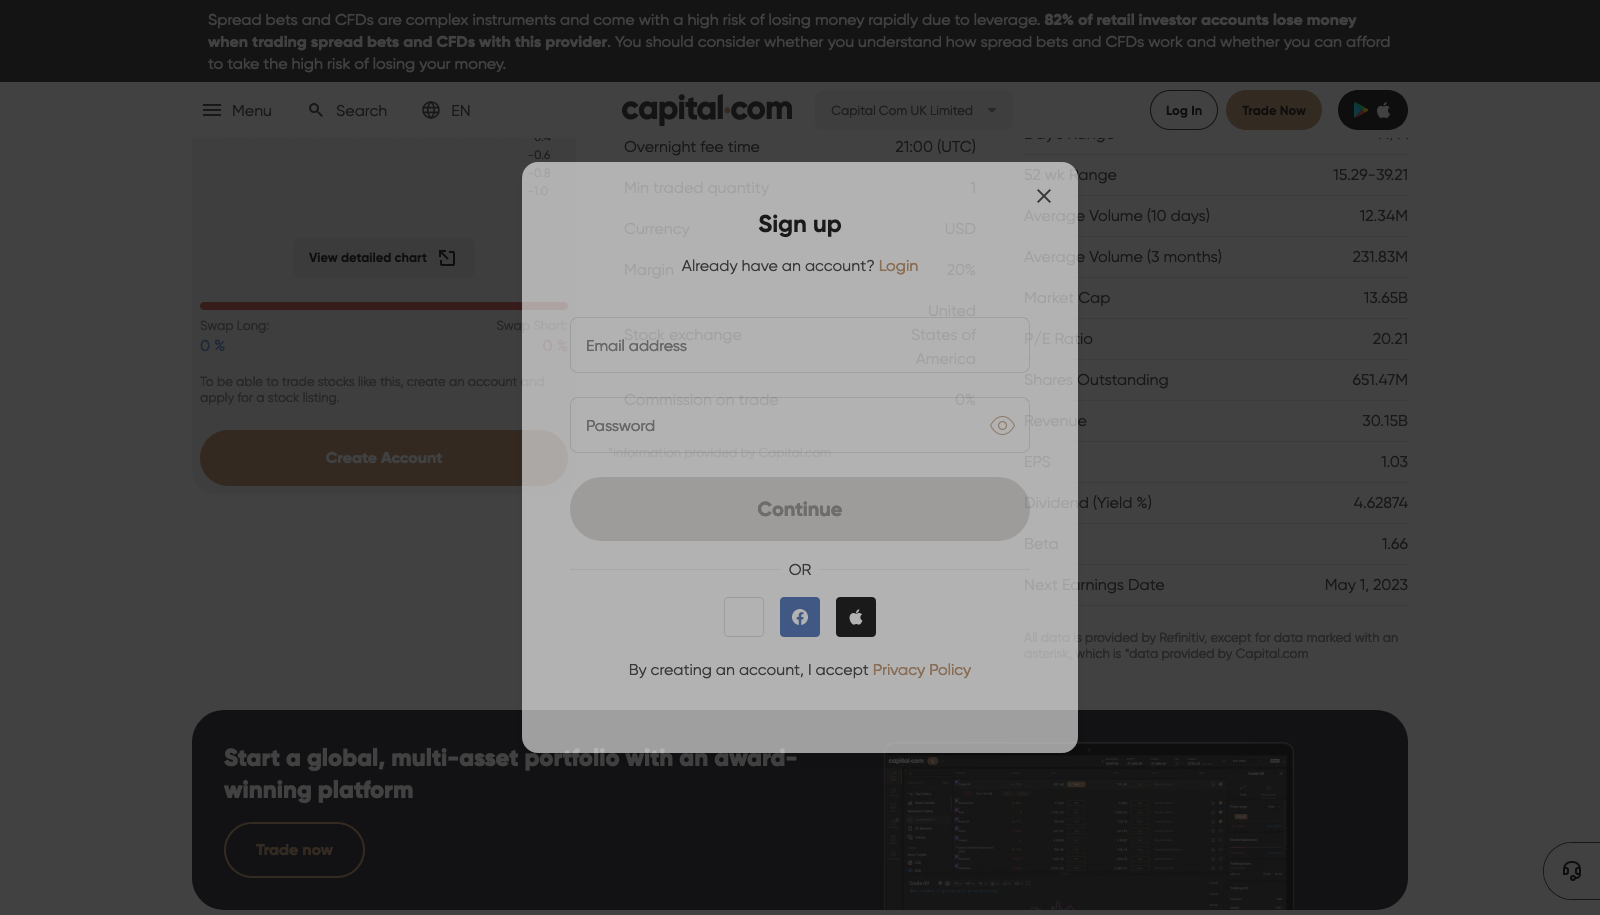 Spread bets and CFDs are complex instruments and come with a high risk of losing money rapidly due to leverage. 82% of retail investor accounts lose money
when trading spread bets and CFDs with this provider. You should consider whether you understand how spread bets and CFDs work and whether you can afford
to take the high risk of losing your money.
Menu
Search
EN
capital.com
Capital Com UK Limited
Log In
Trade Now
-0.6
-0.8
-1.0
View detailed chart
Swap Long:
Swap Short:
0 %
0 %
To be able to trade stocks like this, create an account and
apply for a stock listing.
Create Account
Overnight fee time
21:00 (UTC)
Min traded quantity
1
Currency
USD
Margin
20%
Stock exchange
United
States of
America
Commission on trade
0%
*Information provided by Capital.com
52 wk Range
15.29-39.21
Average Volume (10 days)
12.34M
Average Volume (3 months)
231.83M
Market Cap
13.65B
P/E Ratio
20.21
Shares Outstanding
651.47M
Revenue
30.15B
EPS
1.03
Dividend (Yield %)
4.62874
Beta
1.66
Next Earnings Date
May 1, 2023
All data is provided by Refinitiv, except for data marked with an
asterisk, which is *data provided by Capital.com
Sign up
Already have an account? Login
Email address
Password
Continue
OR
By creating an account, I accept Privacy Policy
Start a global, multi-asset portfolio with an award-
winning platform
Trade now
capital.com